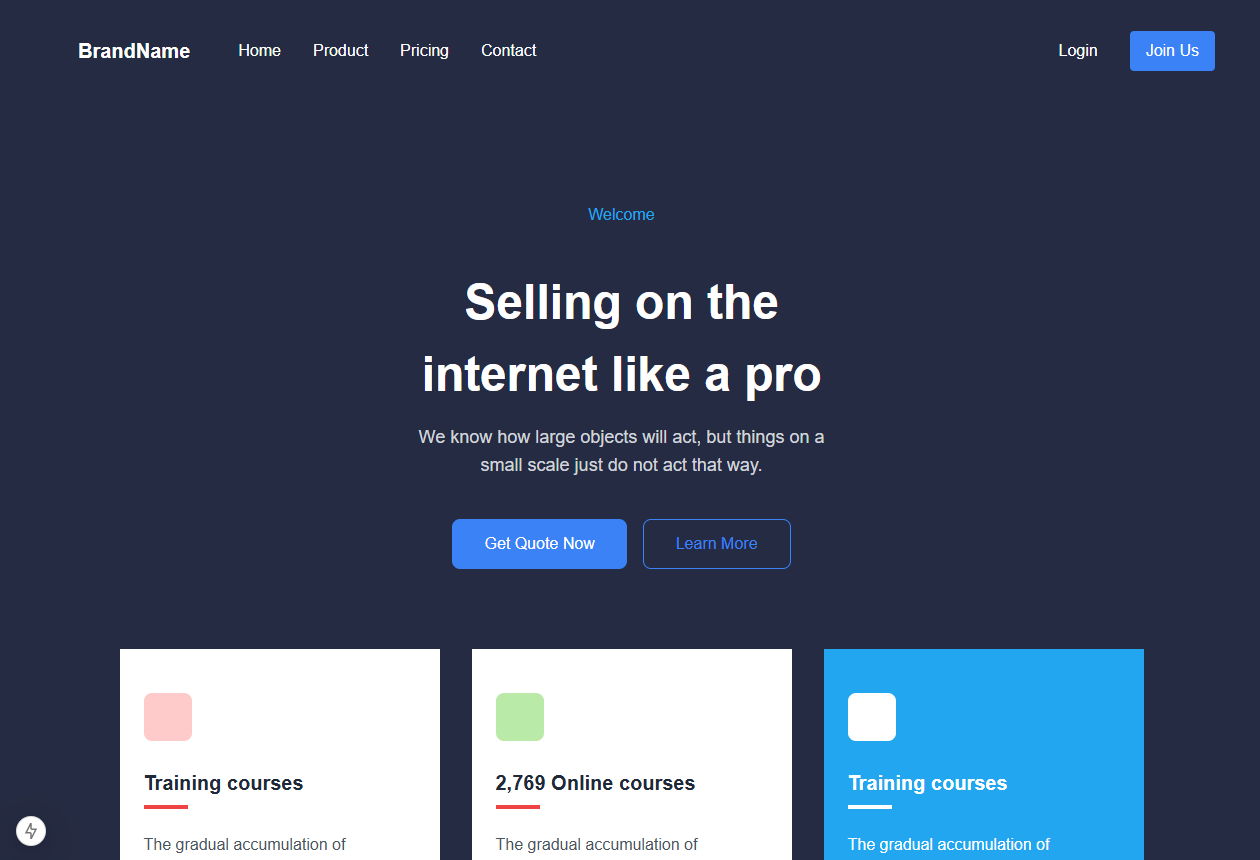 BrandName
Home
Product
Pricing
Contact
Login
Join Us
Welcome
Selling on the
internet like a pro
We know how large objects will act, but things on a
small scale just do not act that way.
Get Quote Now
Learn More
Training courses
The gradual accumulation of
2,769 Online courses
The gradual accumulation of
Training courses
The gradual accumulation of